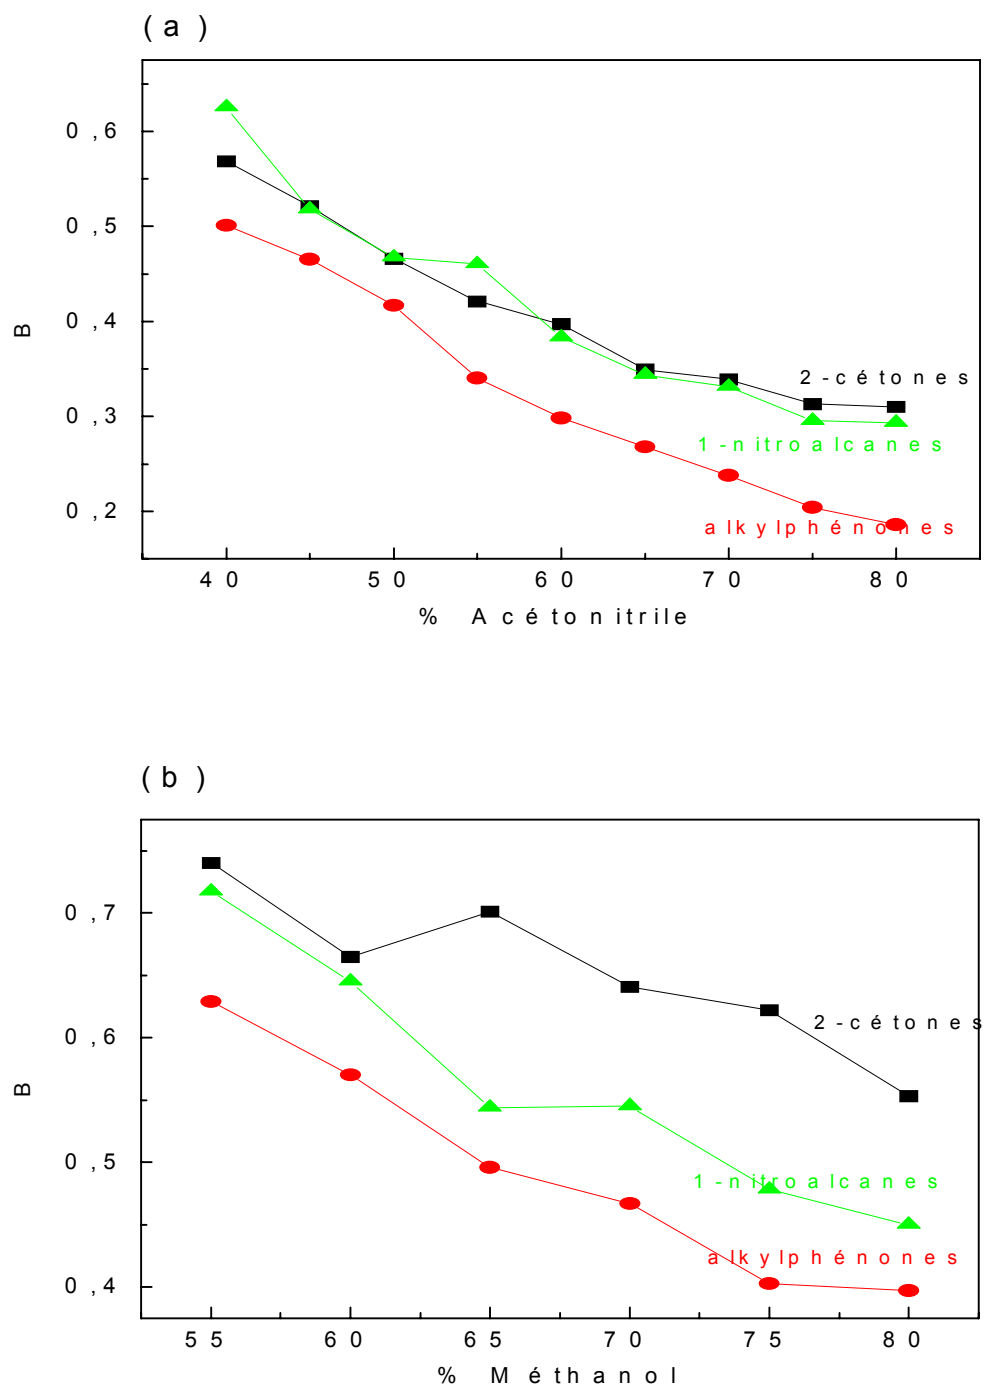 (a)
0,6
0,5
0,4
0,3
0,2
B
2-cétones
1-nitroalcanes
alkylphénones
40 50 60 70 80
% Acétonitrile
(b)
0,7
0,6
0,5
0,4
B
2-cétones
1-nitroalcanes
alkylphénones
55 60 65 70 75 80
% Méthanol